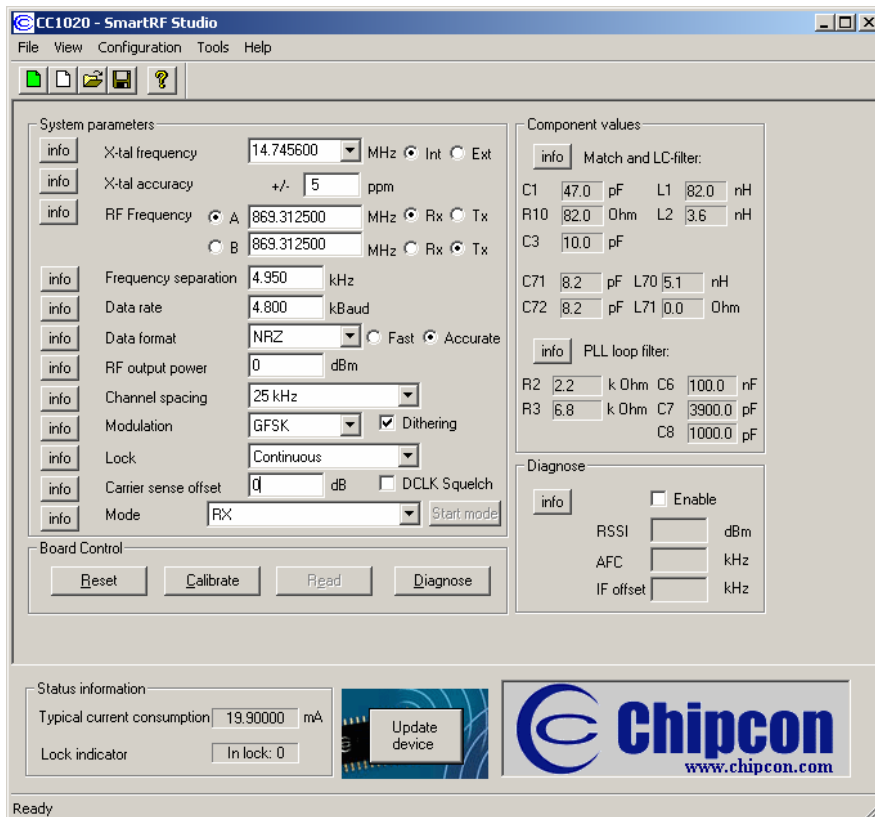 CC1020 - SmartRF Studio
File View Configuration Tools Help
System parameters
info X-tal frequency 14.745600 MHz Int Ext
info X-tal accuracy +/- 5 ppm
info RF Frequency A 869.312500 MHz Rx Tx
B 869.312500 MHz Rx Tx
info Frequency separation 4.950 kHz
info Data rate 4.800 kBaud
info Data format NRZ Fast Accurate
info RF output power 0 dBm
info Channel spacing 25 kHz
info Modulation GFSK Dithering
info Lock Continuous
info Carrier sense offset 0 dB DCLK Squelch
info Mode RX Start mode
Board Control
Reset Calibrate Read Diagnose
Component values
info Match and LC-filter:
C1 47.0 pF L1 82.0 nH
R10 82.0 Ohm L2 3.6 nH
C3 10.0 pF
C71 8.2 pF L70 5.1 nH
C72 8.2 pF L71 0.0 Ohm
info PLL loop filter:
R2 2.2 k Ohm C6 100.0 nF
R3 6.8 k Ohm C7 3900.0 pF
C8 1000.0 pF
Diagnose
info Enable
RSSI dBm
AFC kHz
IF offset kHz
Status information
Typical current consumption 19.90000 mA
Lock indicator In lock: 0
Update
device
Chipcon
www.chipcon.com
Ready